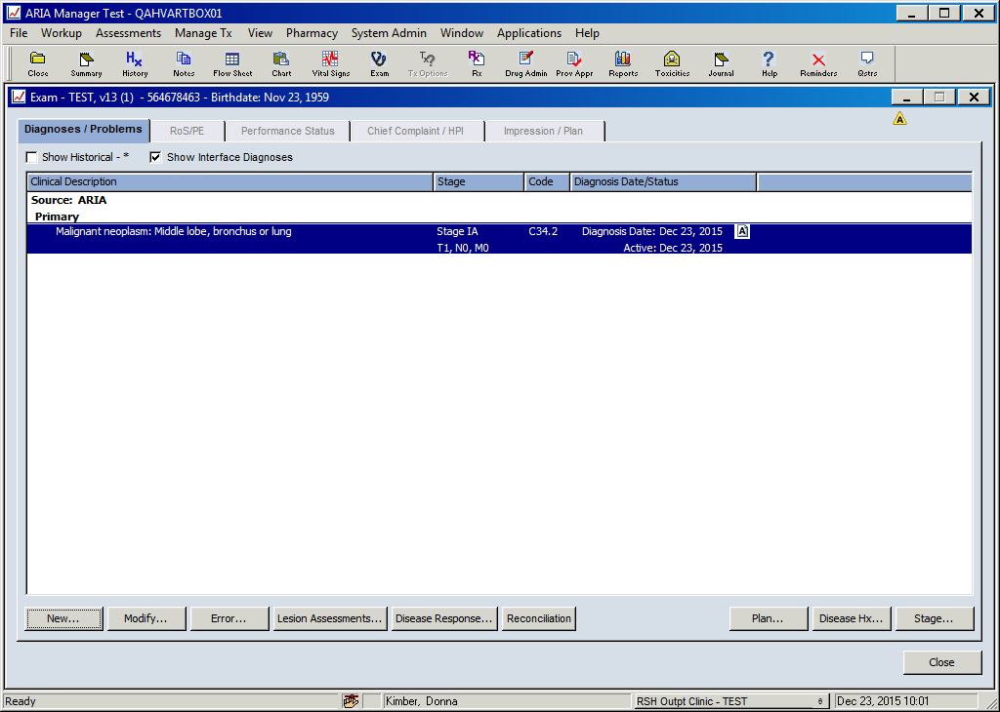 ARIA Manager Test - QAHVARTBOX01
File Workup Assessments Manage Tx View Pharmacy System Admin Window Applications Help
Hx Tx? Rx
Close Summary History Notes Flow Sheet Chart Vital Signs Exam Tx Options Rx Drug Admin Prov Appr Reports Toxicities Journal Help Reminders Qstrs
Exam - TEST, v13 (1) - 564678463 - Birthdate: Nov 23, 1959
Diagnoses / Problems RoS/PE Performance Status Chief Complaint / HPI Impression / Plan A
Show Historical - * Show Interface Diagnoses
Clinical Description Stage Code Diagnosis Date/Status
Source: ARIA
Primary
Malignant neoplasm: Middle lobe, bronchus or lung Stage IA C34.2 Diagnosis Date: Dec 23, 2015 A
T1, N0, M0 Active: Dec 23, 2015
New... Modify... Error... Lesion Assessments... Disease Response... Reconciliation Plan... Disease Hx... Stage...
Close
Ready Kimber, Donna RSH Outpt Clinic - TEST Dec 23, 2015 10:01